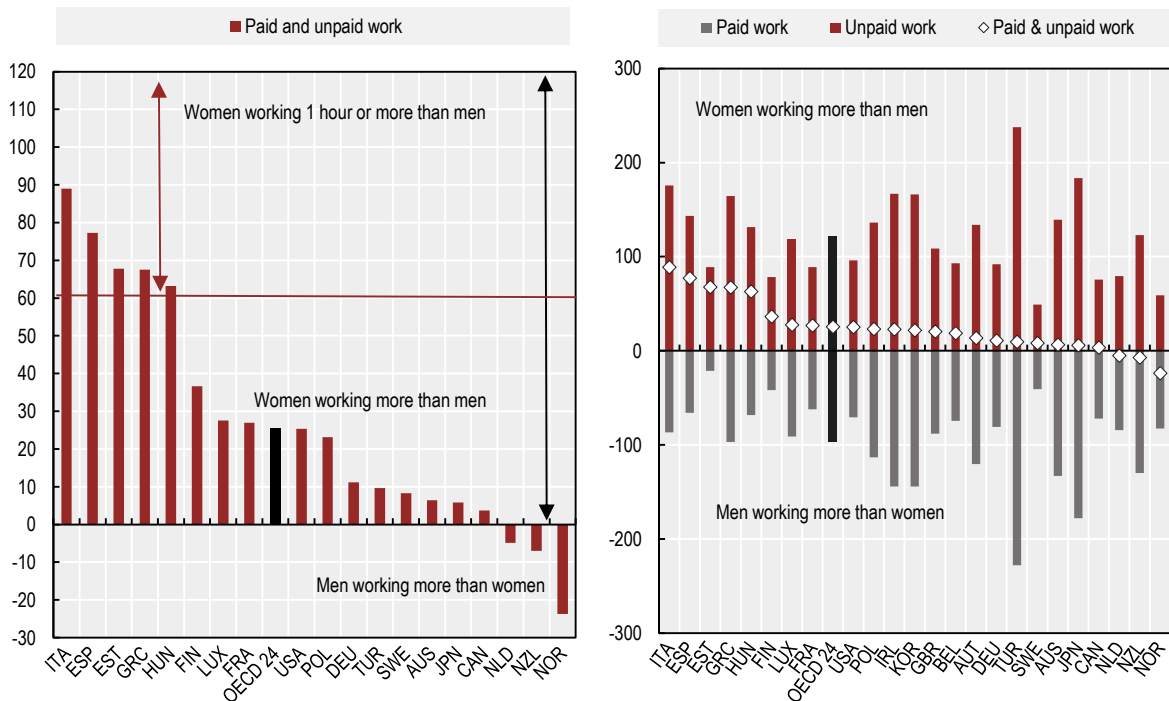 Paid and unpaid work
120
110
100
90
80
70
60
50
40
30
20
10
0
-10
-20
-30
Women working 1 hour or more than men
Women working more than men
Men working more than women
ITA
ESP
EST
GRC
HUN
FIN
LUX
FRA
OECD 24
USA
POL
DEU
TUR
SWE
AUS
JPN
CAN
NLD
NZL
NOR
Paid work Unpaid work Paid & unpaid work
300
200
100
0
-100
-200
-300
Women working more than men
Men working more than women
ITA
ESP
EST
GRC
HUN
FIN
LUX
FRA
OECD 24
USA
POL
IRL
KOR
GBR
BEL
AUT
DEU
TUR
SWE
AUS
JPN
CAN
NLD
NZL
NOR